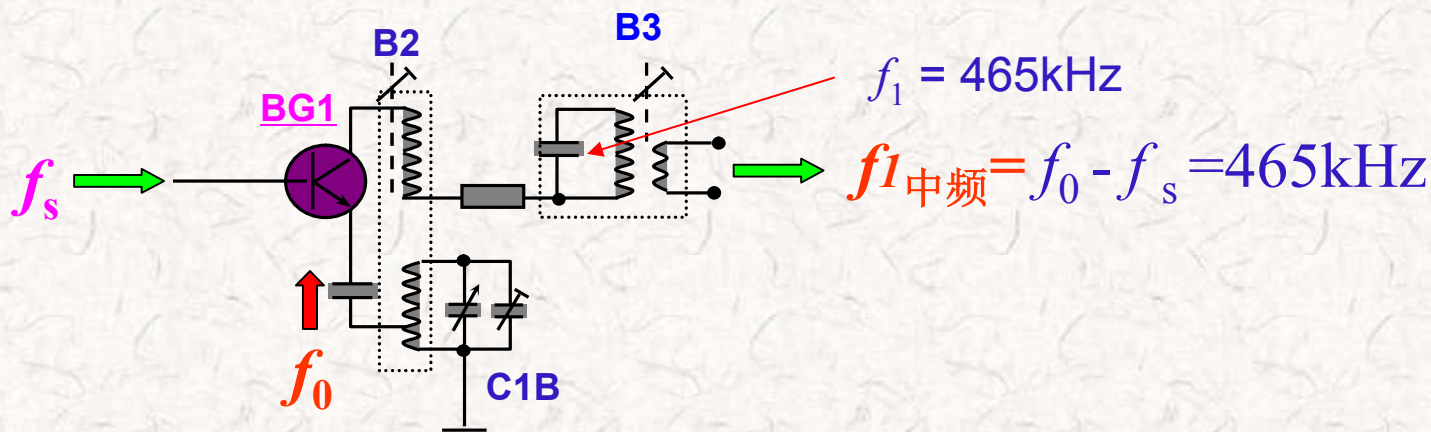 B2
B3
f₁ = 465kHz
BG1
fₛ
f1中频= f₀ - fₛ =465kHz
f₀
C1B